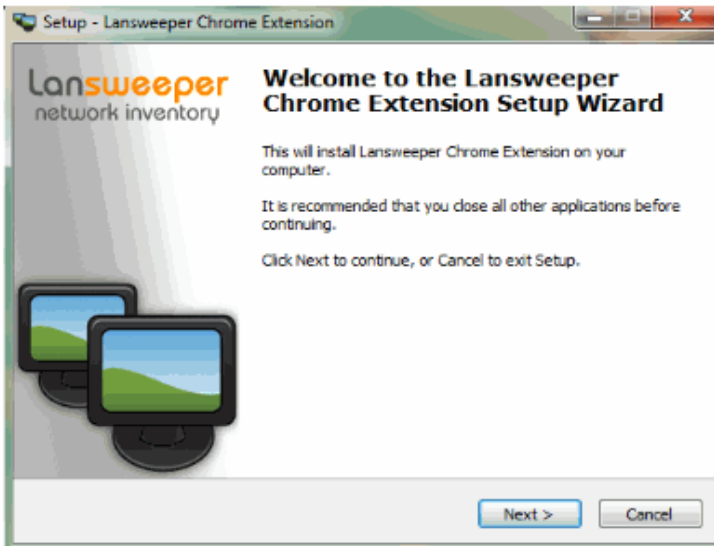 Setup - Lansweeper Chrome Extension
Lansweeper
network inventory
Welcome to the Lansweeper
Chrome Extension Setup Wizard
This will install Lansweeper Chrome Extension on your
computer.
It is recommended that you close all other applications before
continuing.
Click Next to continue, or Cancel to exit Setup.
Next >
Cancel